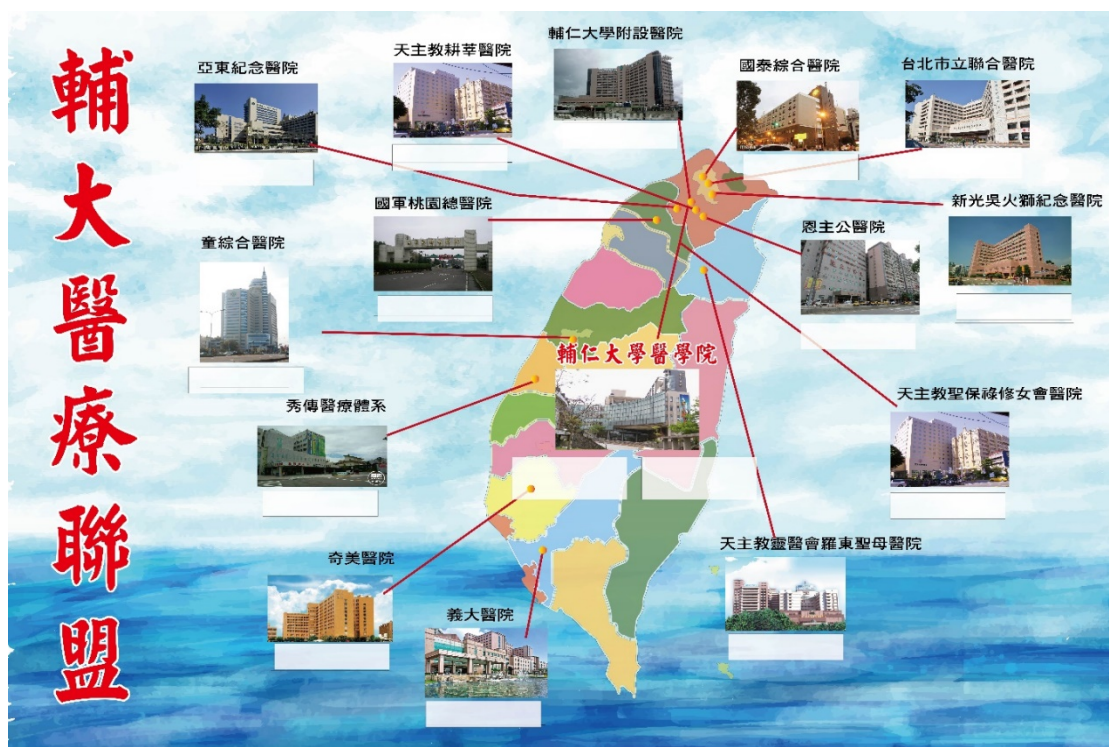 輔大醫療聯盟
亞東紀念醫院
天主教耕莘醫院
輔仁大學附設醫院
國泰綜合醫院
台北市立聯合醫院
國軍桃園總醫院
恩主公醫院
新光吳火獅紀念醫院
童綜合醫院
輔仁大學醫學院
秀傳醫療體系
天主教聖保祿修女會醫院
奇美醫院
義大醫院
天主教靈醫會羅東聖母醫院